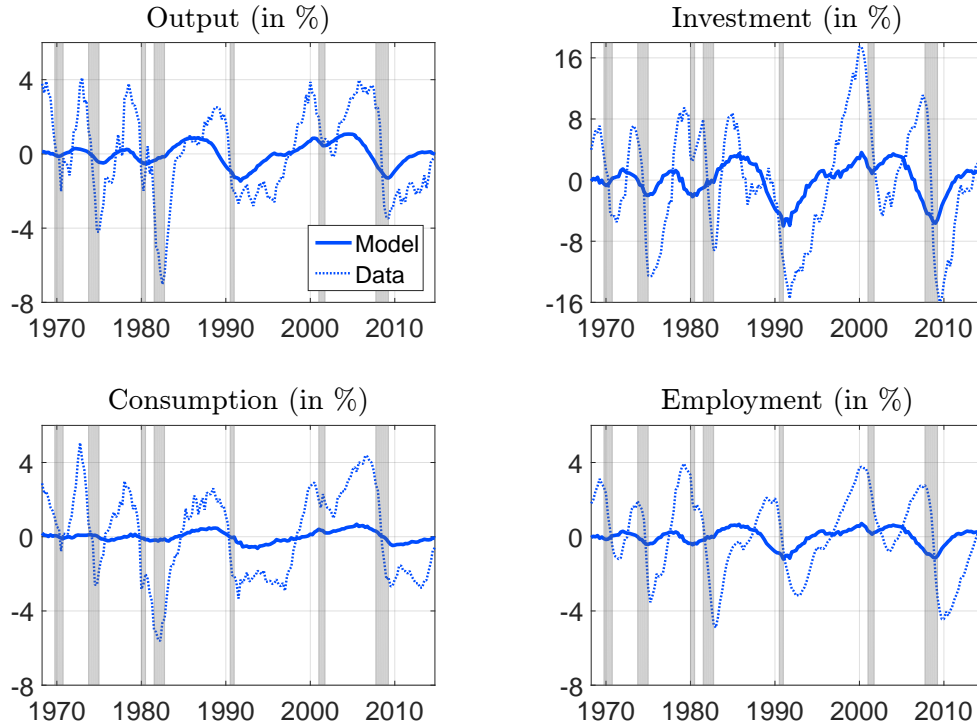 Output (in %)
4
0
-4
-8
1970 1980 1990 2000 2010
Model
Data
Investment (in %)
16
8
0
-8
-16
1970 1980 1990 2000 2010
Consumption (in %)
4
0
-4
-8
1970 1980 1990 2000 2010
Employment (in %)
4
0
-4
-8
1970 1980 1990 2000 2010